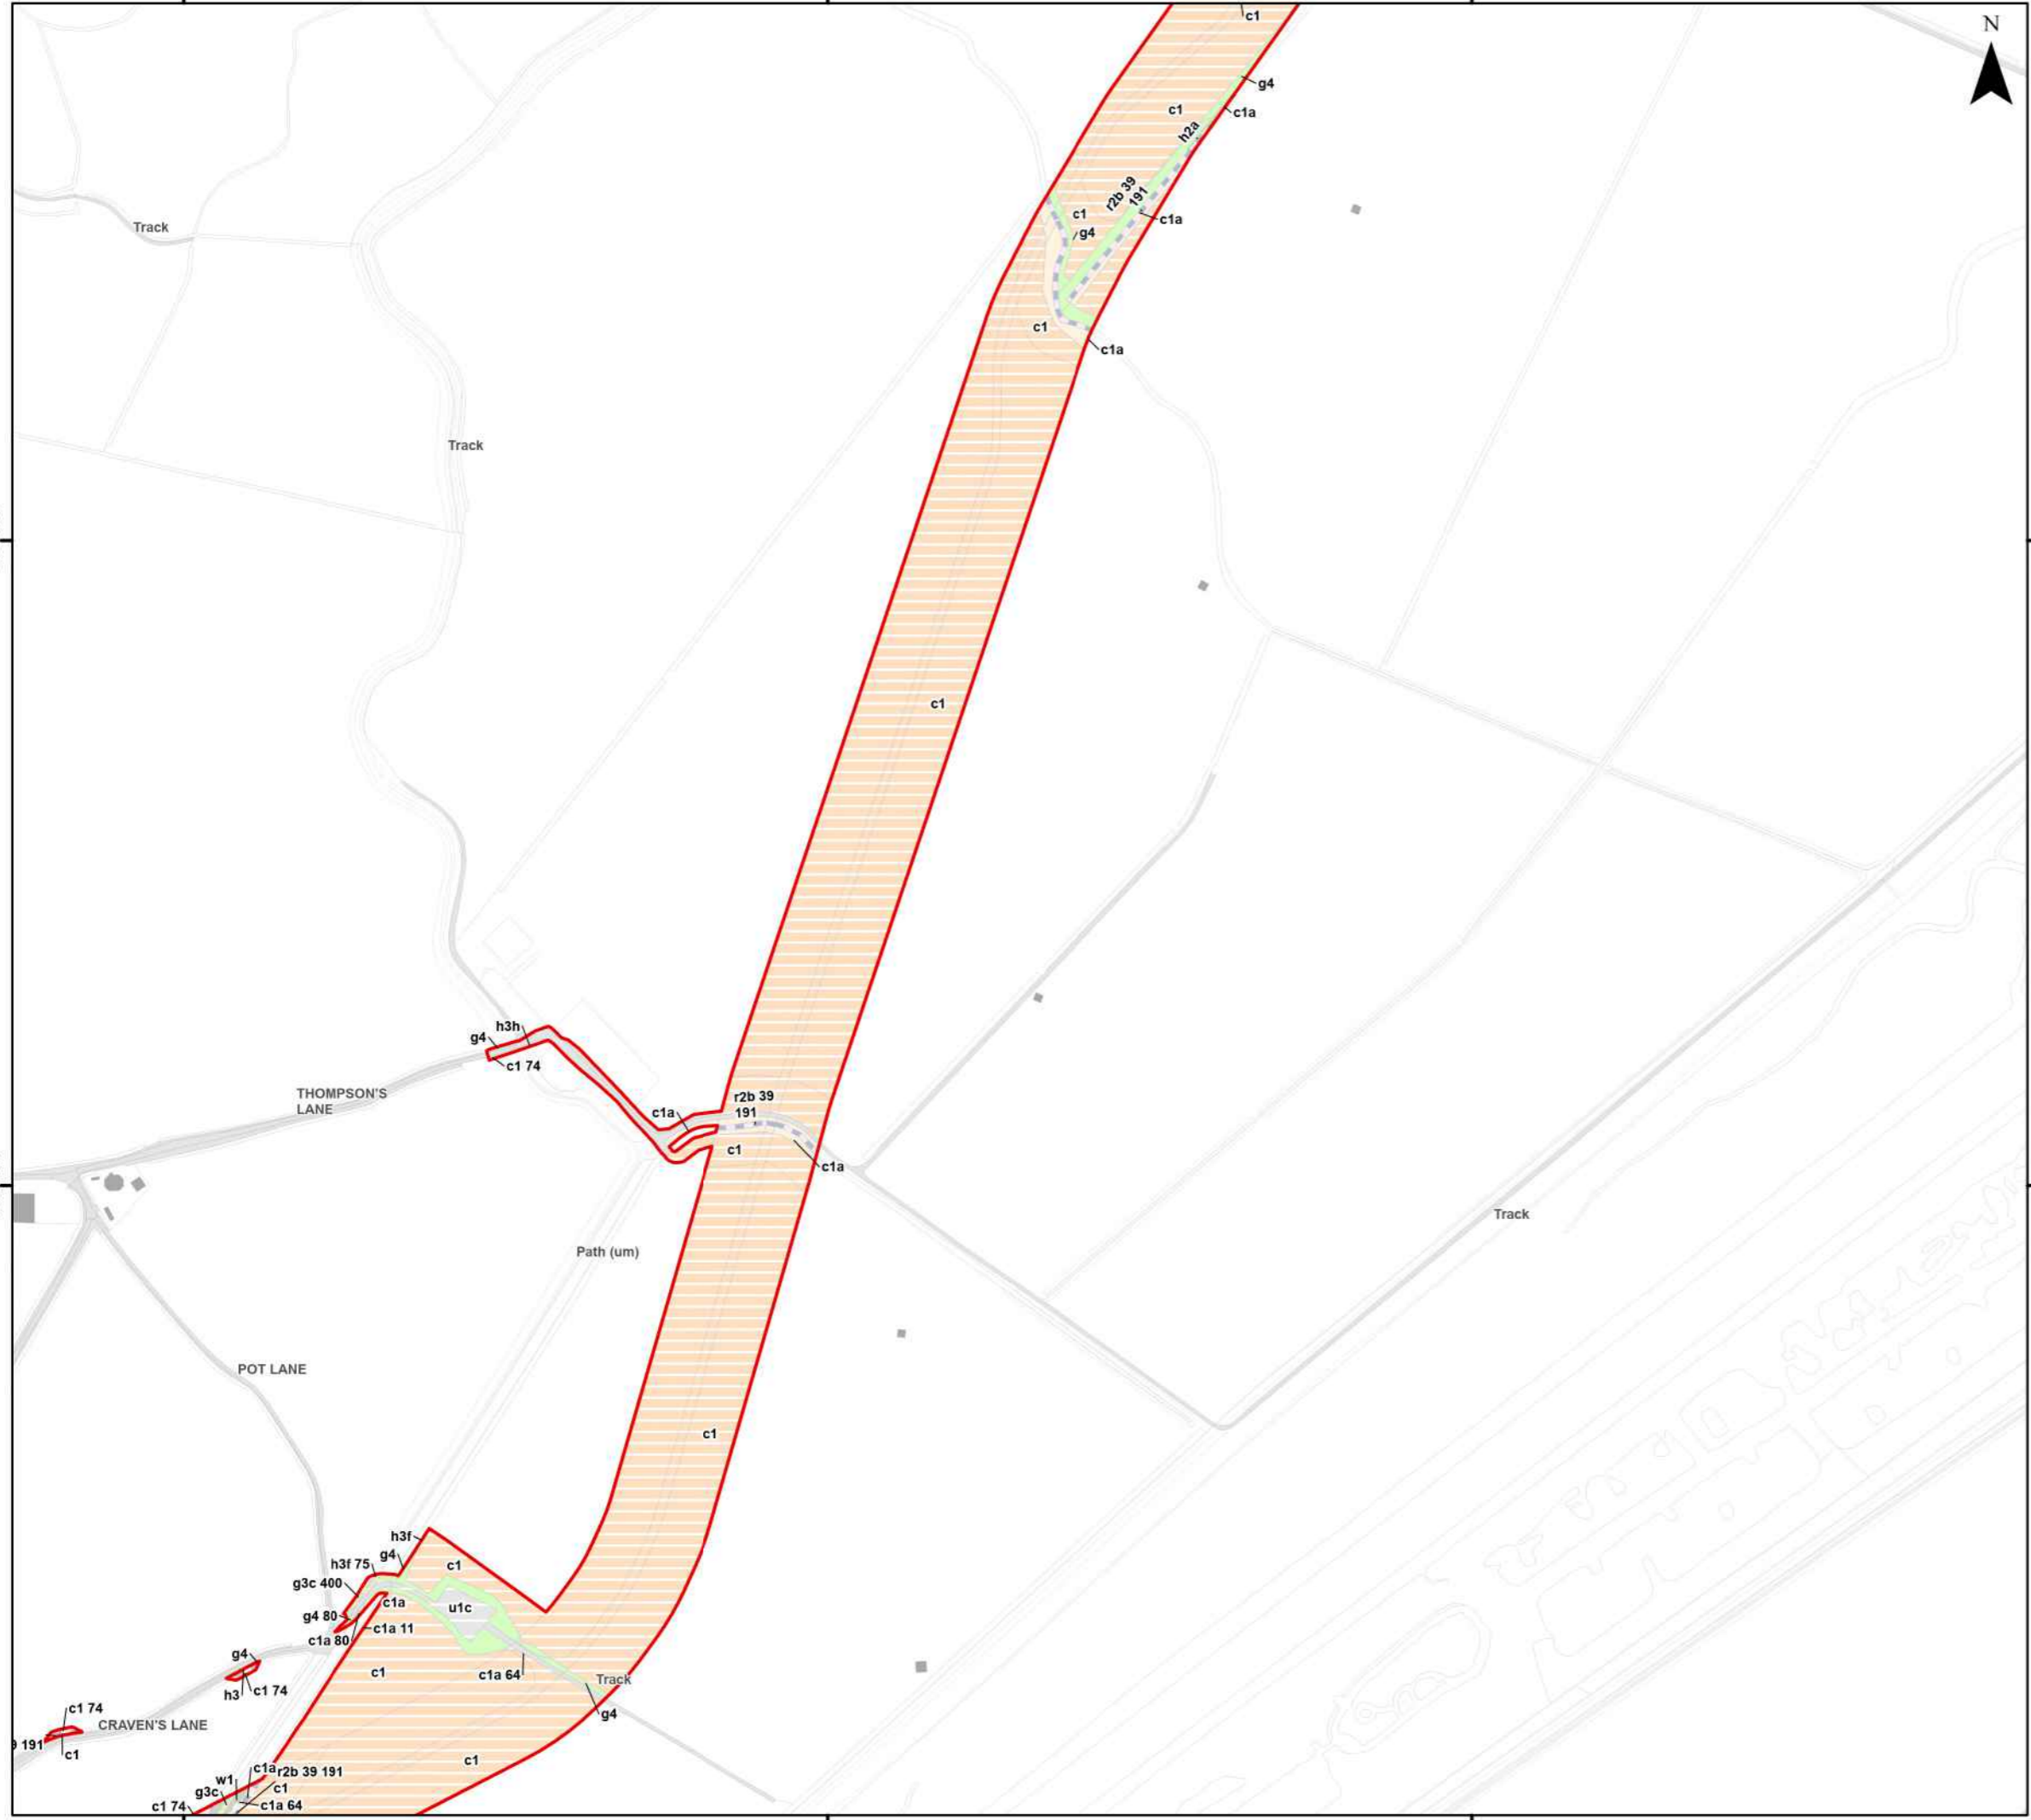 c1
N
g4
c1
c1a
h2a
r2b 39
191
c1
c1a
Track
g4
c1
c1a
Track
c1
h3h
g4
c1 74
THOMPSON'S
LANE
r2b 39
191
c1a
c1
c1a
Track
Path (um)
POT LANE
c1
h3f
g4
h3f 75
c1
g3c 400
c1a
u1c
g4 80
c1a 11
c1a 80
g4
c1
c1a 64
Track
h3
c1 74
c1 74
g4
CRAVEN'S LANE
9 191
c1
c1
c1a
r2b 39 191
w1
c1
g3c
c1a 64
c1 74